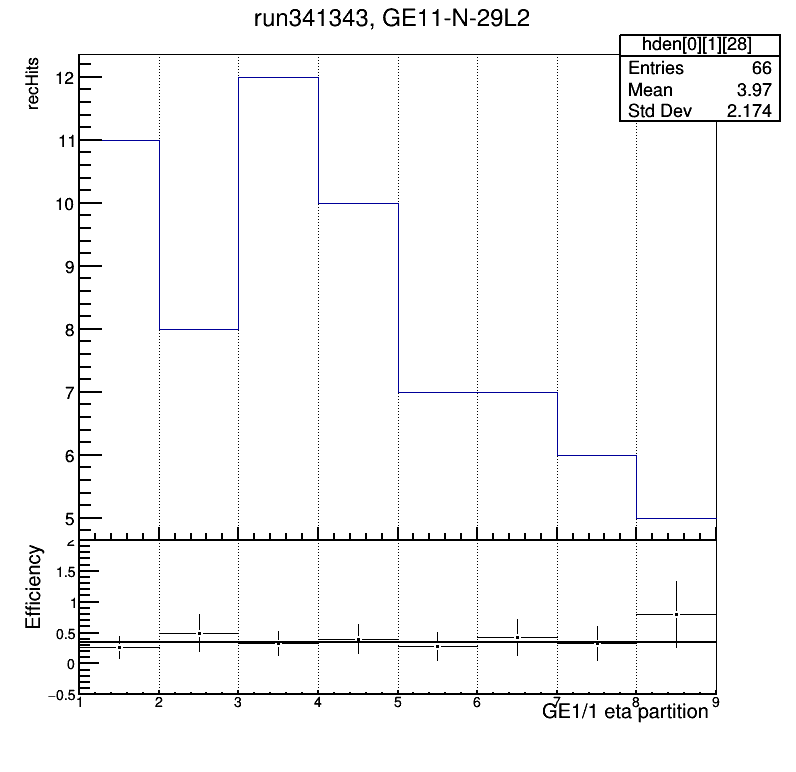 run341343, GE11-N-29L2
hden[0][1][28]
Entries 66
Mean 3.97
Std Dev 2.174
recHits
12
11
10
9
8
7
6
5
Efficiency
2
1.5
1
0.5
0
−0.5
1 2 3 4 5 6 7 8 9
GE1/1 eta partition